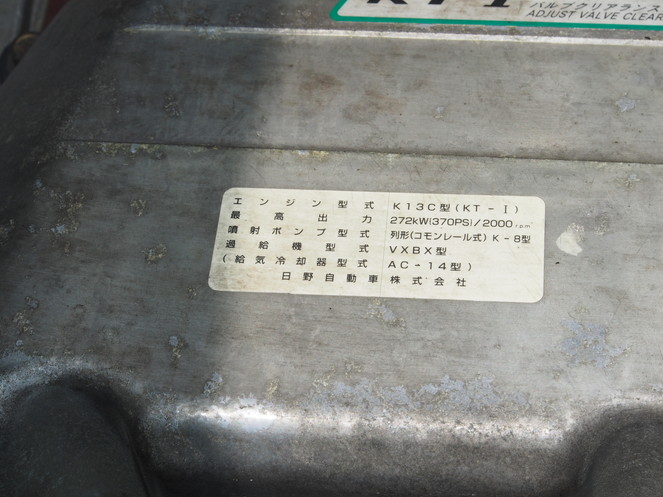 バルブクリアランス
ADJUST VALVE CLEAR
エンジン型式 K13C型(KT-I)
最高出力 272kW(370PS)/2000rpm
噴射ポンプ型式 列形(コモンレール式) K-8型
過給機型式 VXBX型
(給気冷却器型式 AC-14型)
日野自動車株式会社